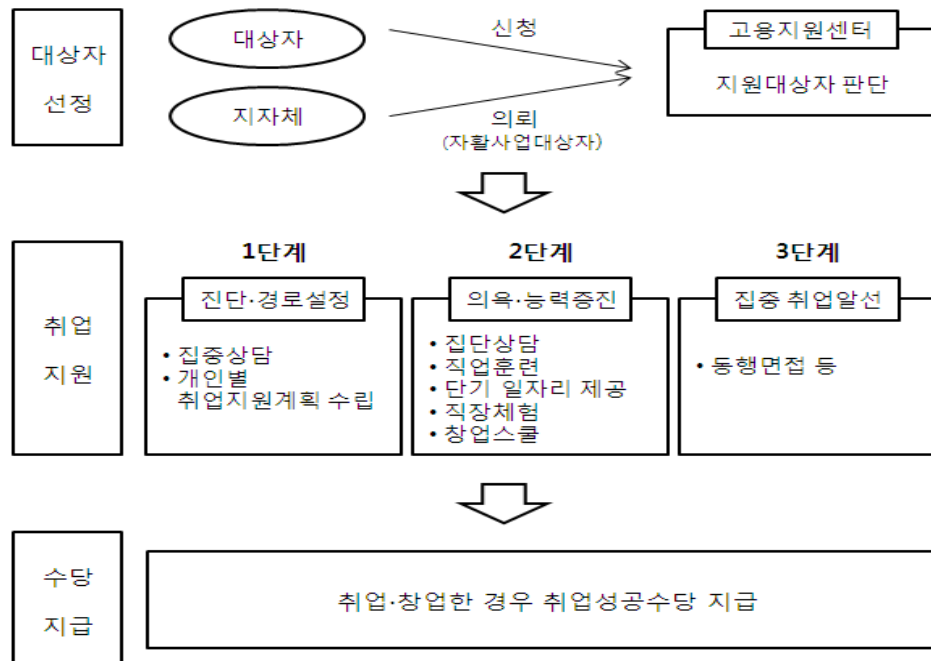 대상자
선정
대상자
지자체
신청
의뢰
(자활사업대상자)
고용지원센터
지원대상자 판단
취업
지원
1단계
진단·경로설정
• 집중상담
• 개인별
취업지원계획 수립
2단계
의욕·능력증진
• 집단상담
• 직업훈련
• 단기 일자리 제공
• 직장체험
• 창업스쿨
3단계
집중 취업알선
• 동행면접 등
수당
지급
취업·창업한 경우 취업성공수당 지급